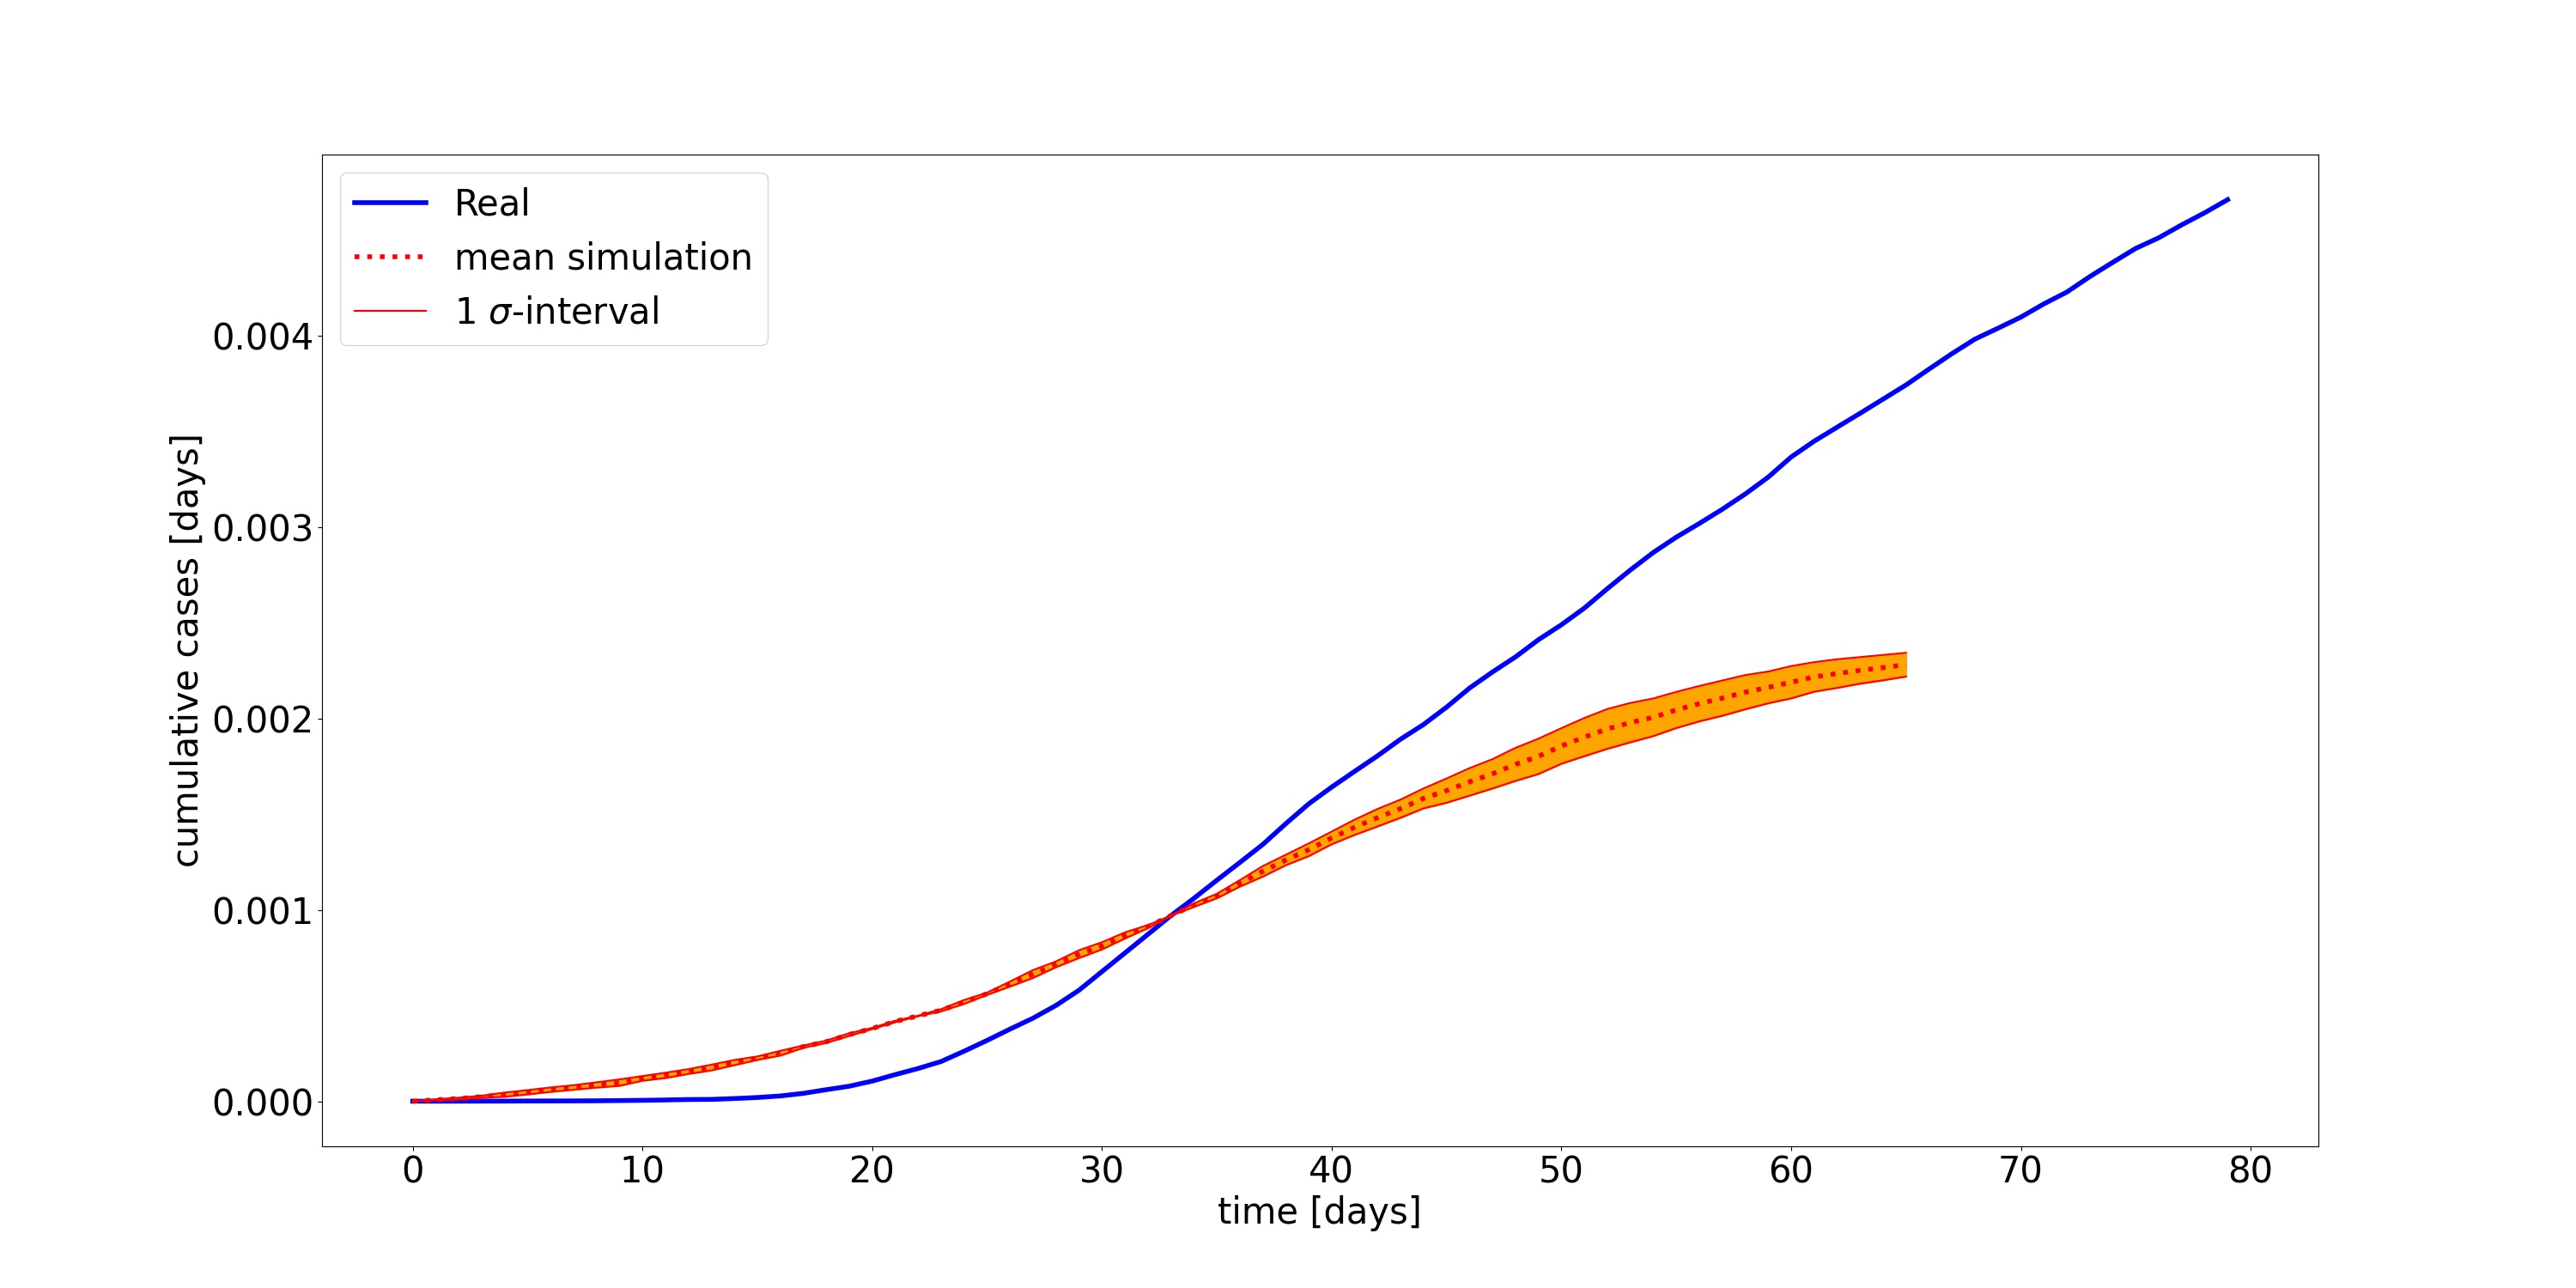 Real
mean simulation
1 σ-interval
0.004
0.003
0.002
0.001
0.000
cumulative cases [days]
0 10 20 30 40 50 60 70 80
time [days]